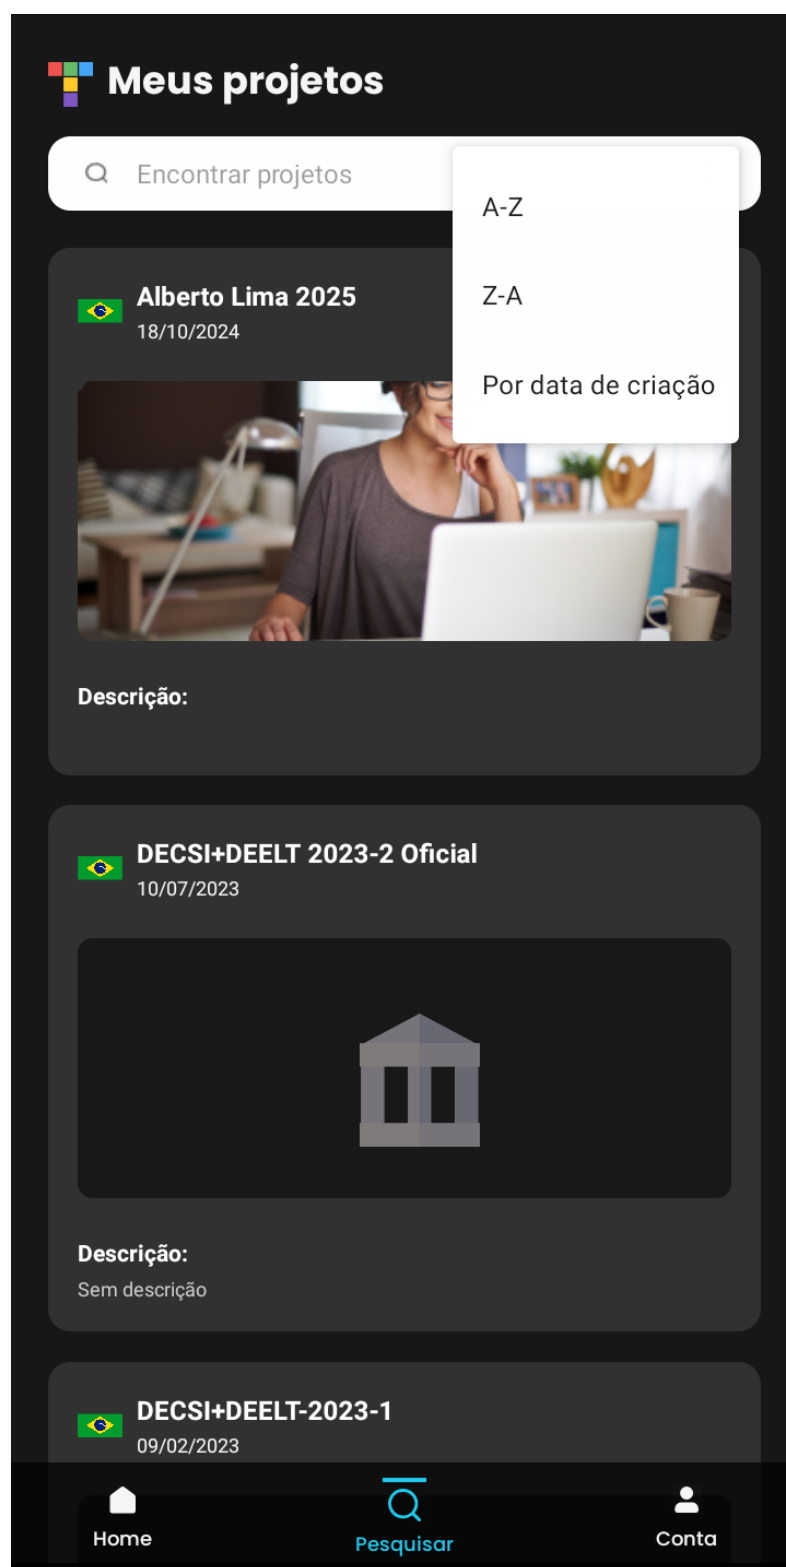 Meus projetos
Encontrar projetos
A-Z
Z-A
Por data de criação
Alberto Lima 2025
18/10/2024
Descrição:
DECSI+DEELT 2023-2 Oficial
10/07/2023
Descrição:
Sem descrição
DECSI+DEELT-2023-1
09/02/2023
Home
Pesquisar
Conta